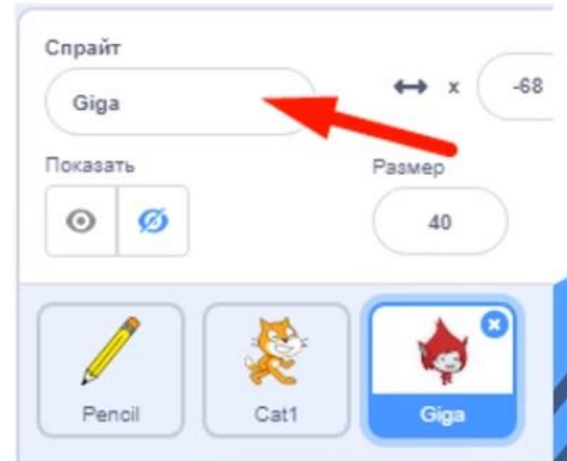 Спрайт
Giga
x -68
Показать
Размер
40
Pencil
Cat1
Giga